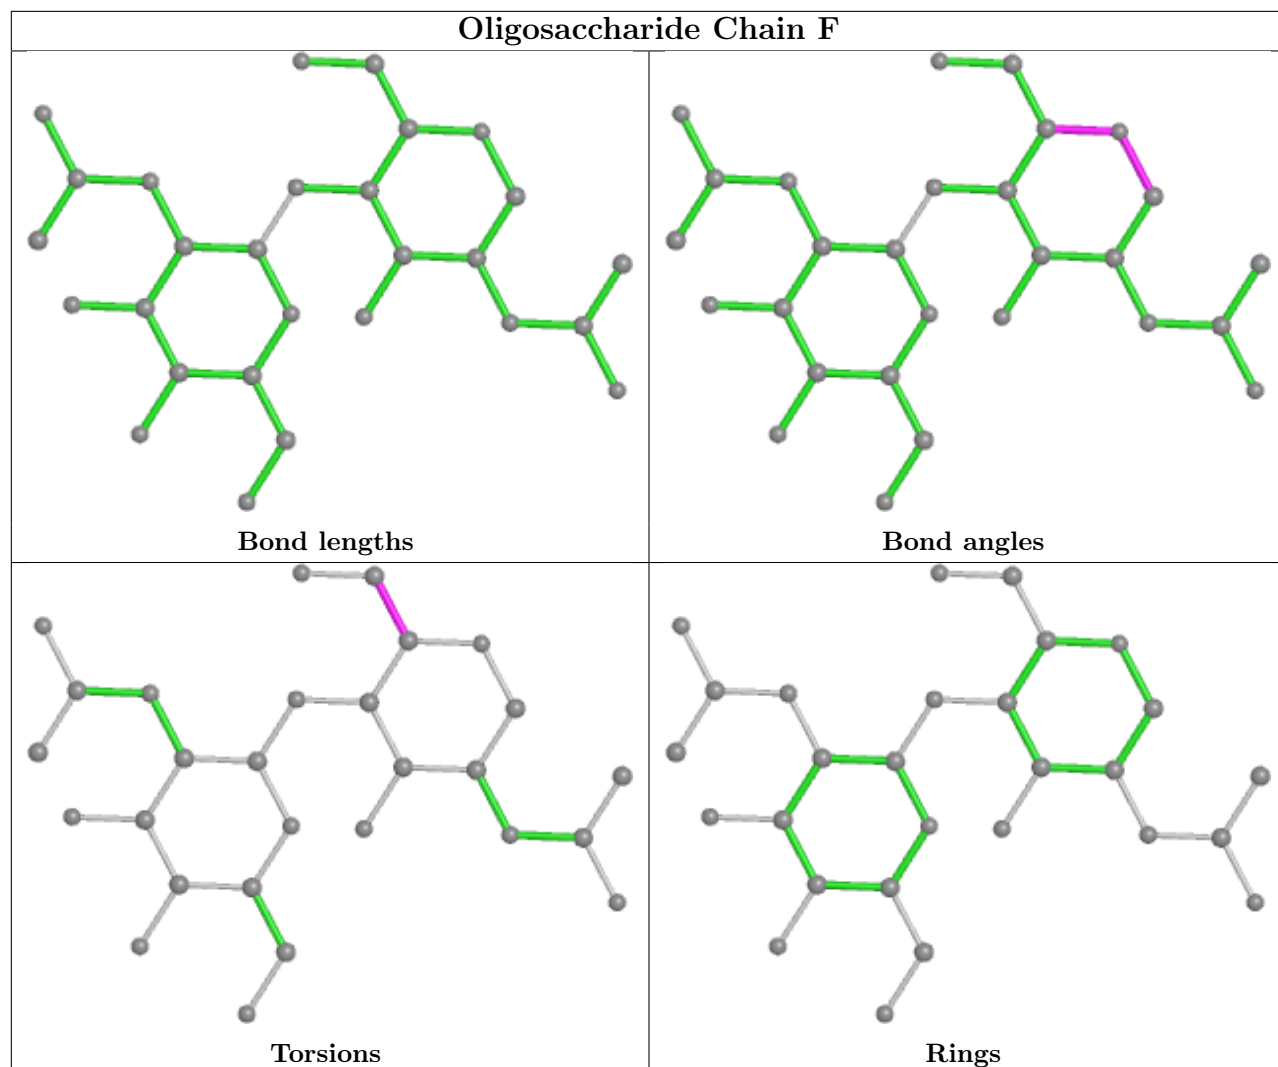 Oligosaccharide Chain F
Bond lengths
Bond angles
Torsions
Rings